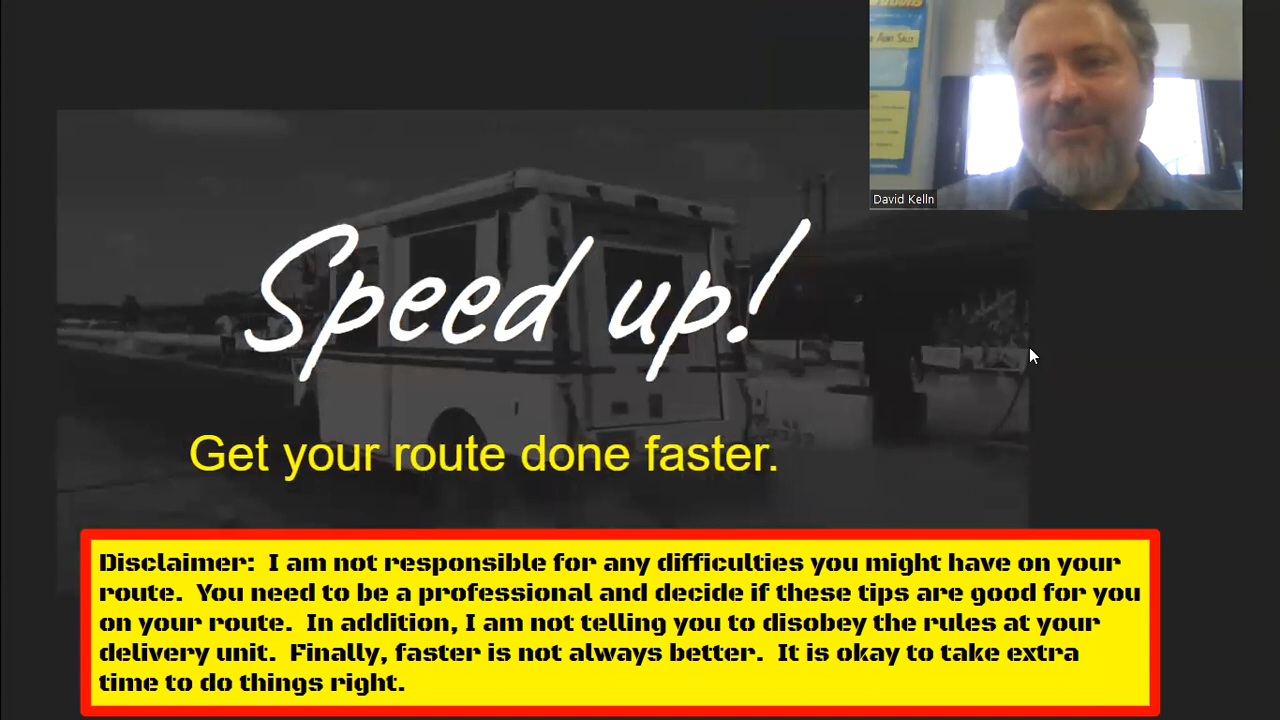 David Kelln
Speed up!
Get your route done faster.
Disclaimer:  I am not responsible for any difficulties you might have on your
route.  You need to be a professional and decide if these tips are good for you
on your route.  In addition, I am not telling you to disobey the rules at your
delivery unit.  Finally, faster is not always better.  It is okay to take extra
time to do things right.